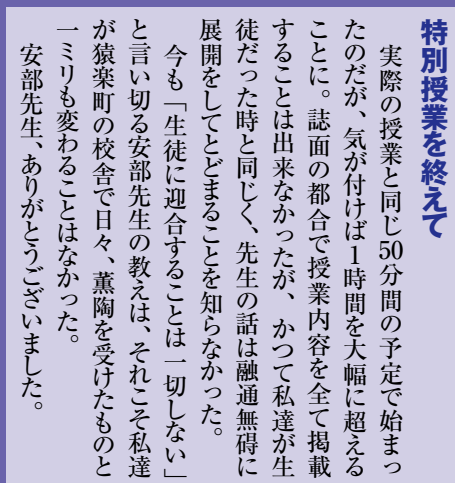 特別授業を終えて
実際の授業と同じ50分間の予定で始まっ
たのだが、気が付けば1時間を大幅に超える
ことに。誌面の都合で授業内容を全て掲載
することは出来なかったが、かつて私達が生
徒だった時と同じく、先生の話は融通無碍に
展開をしてとどまることを知らなかった。
今も「生徒に迎合することは一切しない」
と言い切る安部先生の教えは、それこそ私達
が猿楽町の校舎で日々、薫陶を受けたものと
一ミリも変わることはなかった。
安部先生、ありがとうございました。